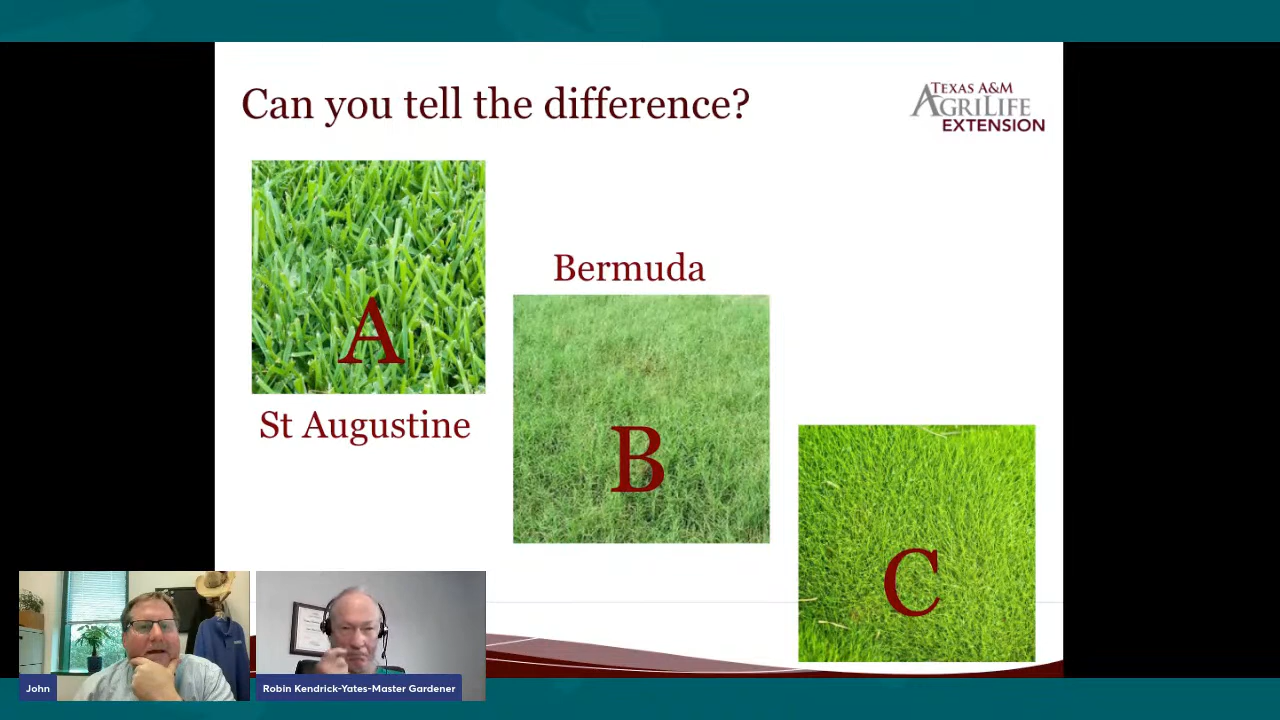 Can you tell the difference?
TEXAS A&M
AGRILIFE
EXTENSION
A
St Augustine
Bermuda
B
C
John
Robin Kendrick-Yates-Master Gardener